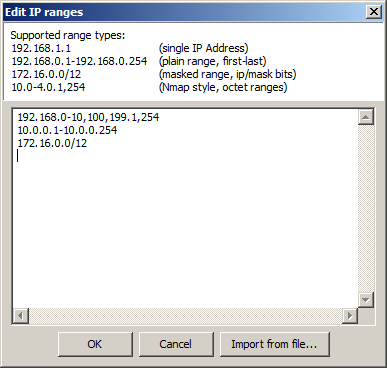 Edit IP ranges
Supported range types:
192.168.1.1 (single IP Address)
192.168.0.1-192.168.0.254 (plain range, first-last)
172.16.0.0/12 (masked range, ip/mask bits)
10.0-4.0.1,254 (Nmap style, octet ranges)
192.168.0-10,100,199.1,254
10.0.0.1-10.0.0.254
172.16.0.0/12
OK Cancel Import from file...